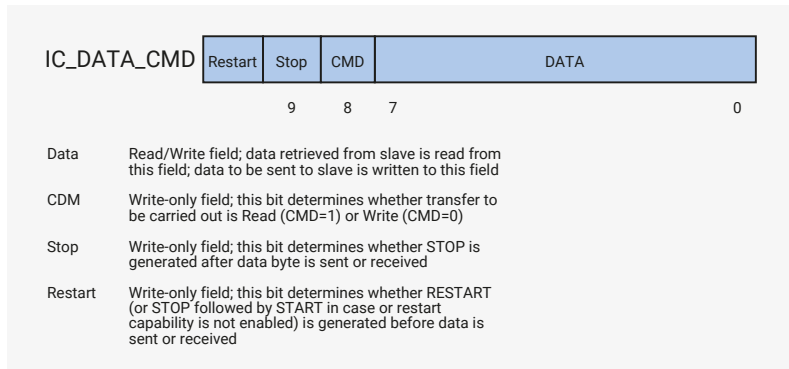 IC_DATA_CMD Restart Stop CMD DATA
9 8 7 0
Data Read/Write field; data retrieved from slave is read from
this field; data to be sent to slave is written to this field
CDM Write-only field; this bit determines whether transfer to
be carried out is Read (CMD=1) or Write (CMD=0)
Stop Write-only field; this bit determines whether STOP is
generated after data byte is sent or received
Restart Write-only field; this bit determines whether RESTART
(or STOP followed by START in case or restart
capability is not enabled) is generated before data is
sent or received